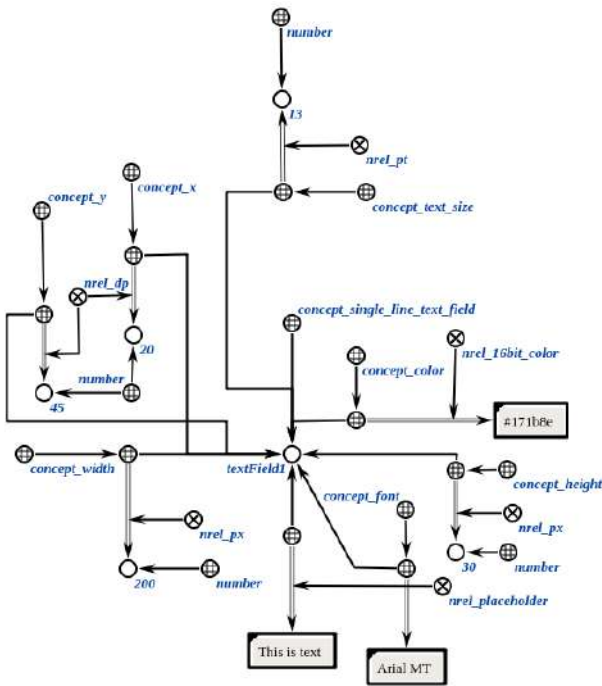 number
13
nrel_pt
concept_x
concept_y
concept_text_size
nrel_dp
concept_single_line_text_field
nrel_16bit_color
20
concept_color
number
45
#171b8e
concept_width
textField1
concept_font
concept_height
nrel_px
nrel_px
30
number
200
number
nrel_placeholder
This is text
Arial MT